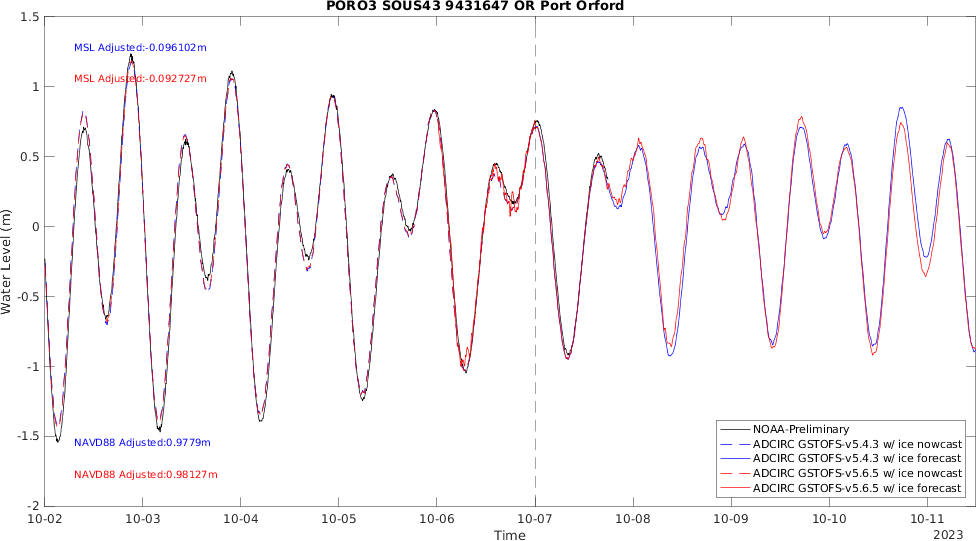 PORO3 SOUS43 9431647 OR Port Orford
1.5
1
0.5
0
-0.5
-1
-1.5
-2
Water Level (m)
MSL Adjusted:-0.096102m
MSL Adjusted:-0.092727m
NAVD88 Adjusted:0.9779m
NAVD88 Adjusted:0.98127m
NOAA-Preliminary
ADCIRC GSTOFS-v5.4.3 w/ ice nowcast
ADCIRC GSTOFS-v5.4.3 w/ ice forecast
ADCIRC GSTOFS-v5.6.5 w/ ice nowcast
ADCIRC GSTOFS-v5.6.5 w/ ice forecast
10-02 10-03 10-04 10-05 10-06 10-07 10-08 10-09 10-10 10-11
Time
2023